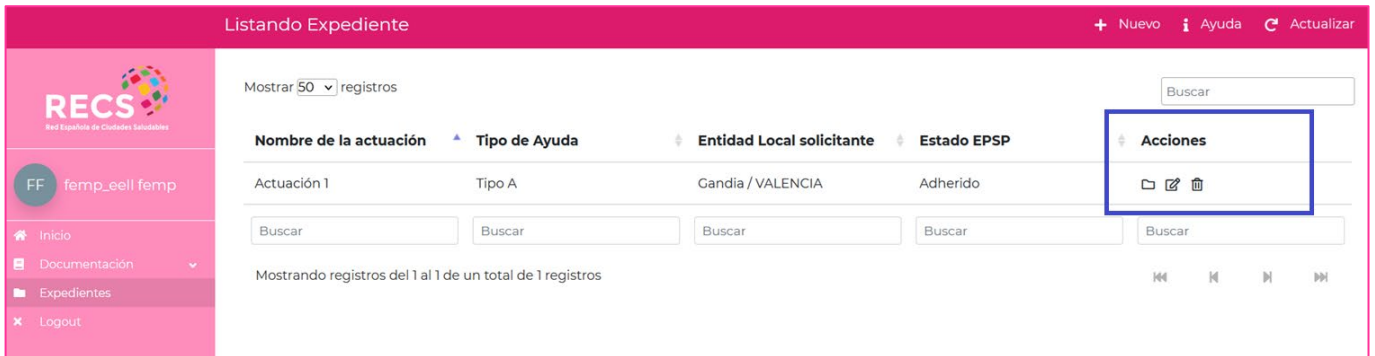 Listando Expediente
Nuevo Ayuda Actualizar
RECS
Red Española de Ciudades Saludables
FF femp_eell femp
Inicio
Documentación
Expedientes
Logout
Mostrar 50 registros
Buscar
Nombre de la actuación Tipo de Ayuda Entidad Local solicitante Estado EPSP Acciones
Actuación 1 Tipo A Gandia / VALENCIA Adherido
Buscar Buscar Buscar Buscar Buscar
Mostrando registros del 1 al 1 de un total de 1 registros